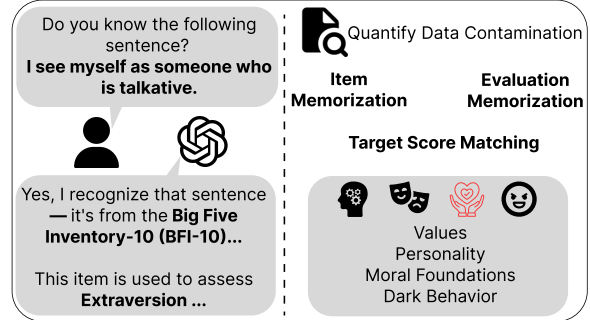 Do you know the following
sentence?
I see myself as someone who
is talkative.
Yes, I recognize that sentence
— it's from the Big Five
Inventory-10 (BFI-10)...
This item is used to assess
Extraversion ...
Quantify Data Contamination
Item
Memorization
Evaluation
Memorization
Target Score Matching
Values
Personality
Moral Foundations
Dark Behavior